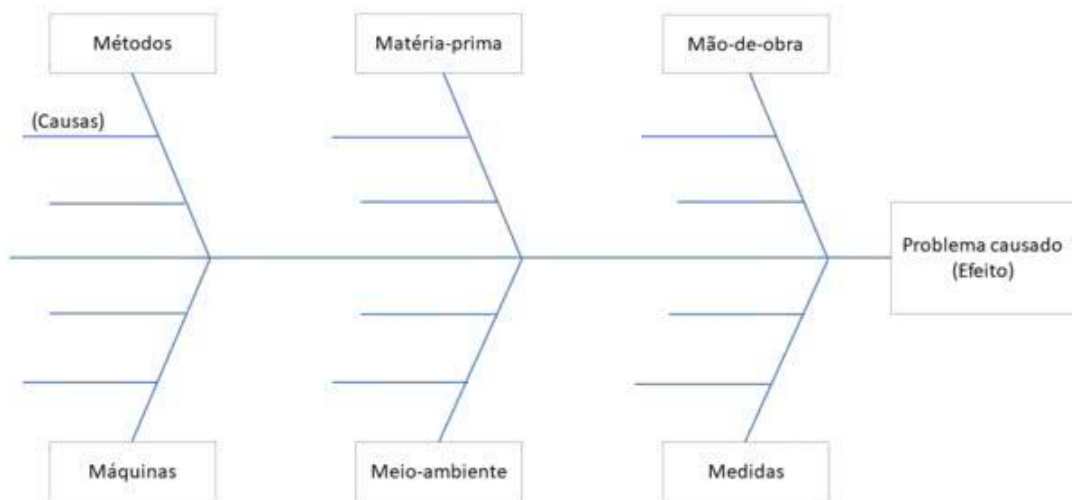 Métodos
Matéria-prima
Mão-de-obra
(Causas)
Problema causado
(Efeito)
Máquinas
Meio-ambiente
Medidas